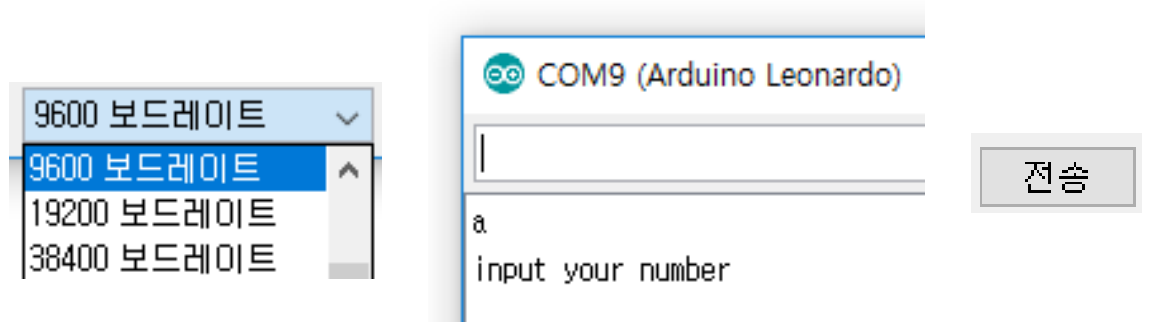 9600 보드레이트
9600 보드레이트
19200 보드레이트
38400 보드레이트
COM9 (Arduino Leonardo)
a
input your number
전송